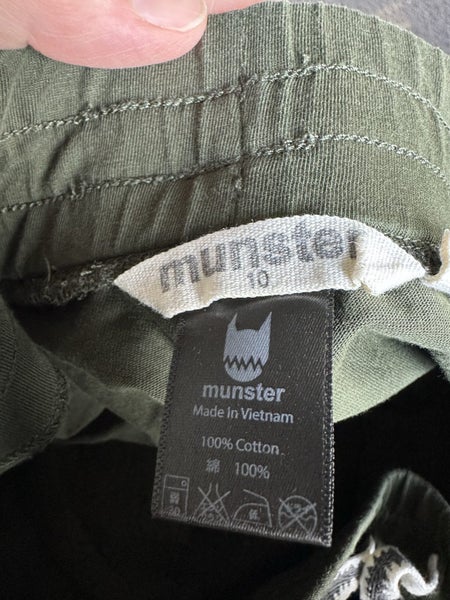 munster
10
munster
Made in Vietnam
100% Cotton
綿 100%